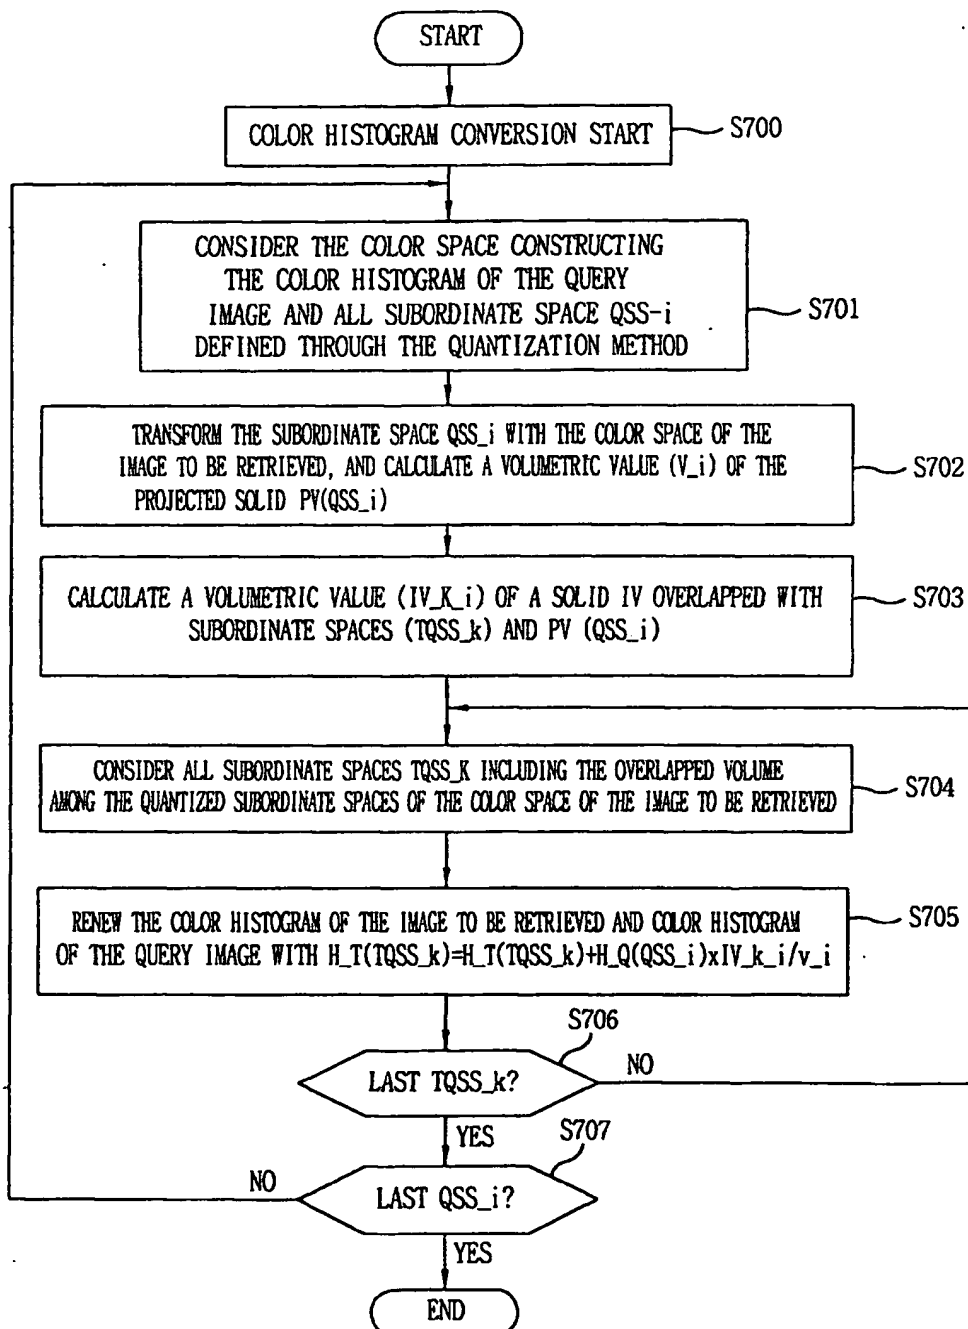 START
COLOR HISTOGRAM CONVERSION START
S700
CONSIDER THE COLOR SPACE CONSTRUCTING
THE COLOR HISTOGRAM OF THE QUERY
IMAGE AND ALL SUBORDINATE SPACE QSS-i
DEFINED THROUGH THE QUANTIZATION METHOD
S701
TRANSFORM THE SUBORDINATE SPACE QSS_i WITH THE COLOR SPACE OF THE
IMAGE TO BE RETRIEVED, AND CALCULATE A VOLUMETRIC VALUE (V_i) OF THE
PROJECTED SOLID PV(QSS_i)
S702
CALCULATE A VOLUMETRIC VALUE (IV_K_i) OF A SOLID IV OVERLAPPED WITH
SUBORDINATE SPACES (TQSS_k) AND PV (QSS_i)
S703
CONSIDER ALL SUBORDINATE SPACES TQSS_K INCLUDING THE OVERLAPPED VOLUME
AMONG THE QUANTIZED SUBORDINATE SPACES OF THE COLOR SPACE OF THE IMAGE TO BE RETRIEVED
S704
RENEW THE COLOR HISTOGRAM OF THE IMAGE TO BE RETRIEVED AND COLOR HISTOGRAM
OF THE QUERY IMAGE WITH H_T(TQSS_k)=H_T(TQSS_k)+H_Q(QSS_i)xIV_k_i/v_i
S705
S706
LAST TQSS_k?
NO
YES
S707
NO
LAST QSS_i?
YES
END